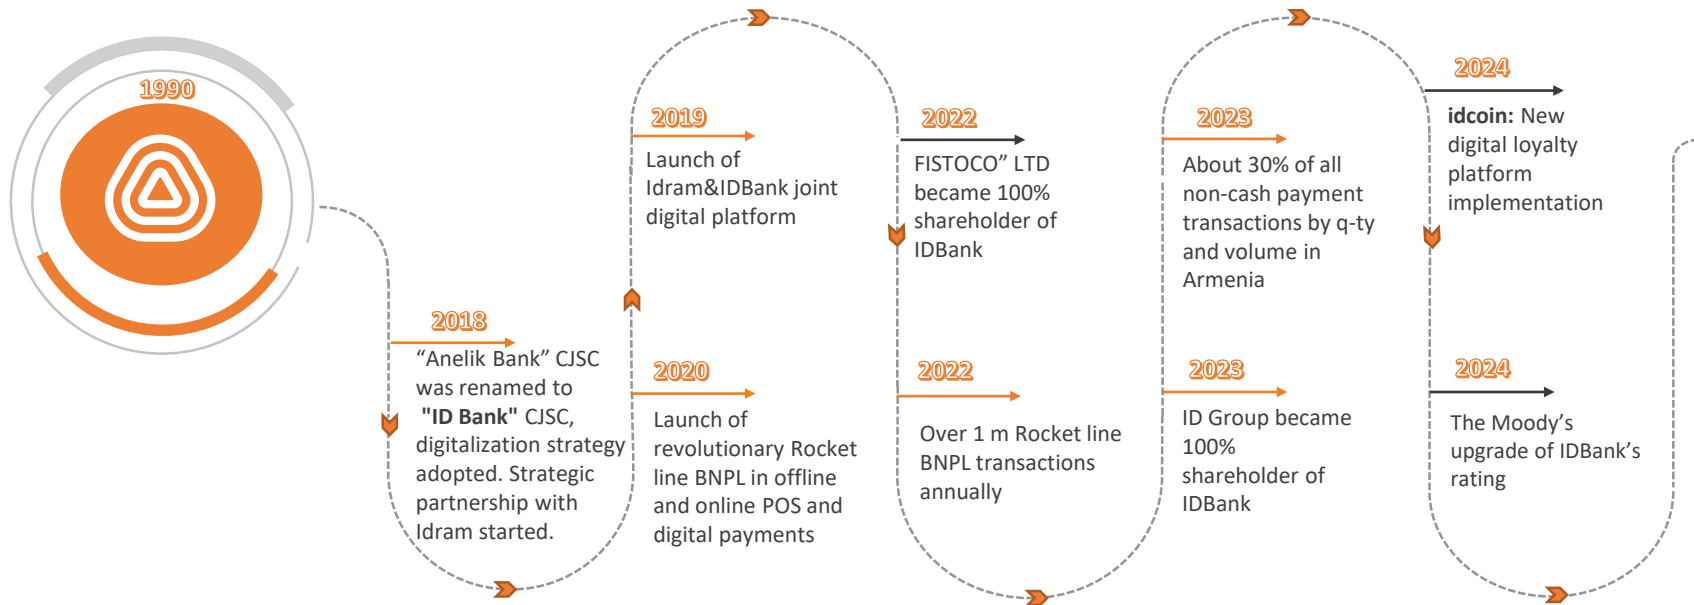 1990
2018
“Anelik Bank” CJSC
was renamed to
"ID Bank" CJSC,
digitalization strategy
adopted. Strategic
partnership with
Idram started.
2019
Launch of
Idram&IDBank joint
digital platform
2020
Launch of
revolutionary Rocket
line BNPL in offline
and online POS and
digital payments
2022
FISTOCO” LTD
became 100%
shareholder of
IDBank
2022
Over 1 m Rocket line
BNPL transactions
annually
2023
About 30% of all
non-cash payment
transactions by q-ty
and volume in
Armenia
2023
ID Group became
100%
shareholder of
IDBank
2024
idcoin: New
digital loyalty
platform
implementation
2024
The Moody’s
upgrade of IDBank’s
rating